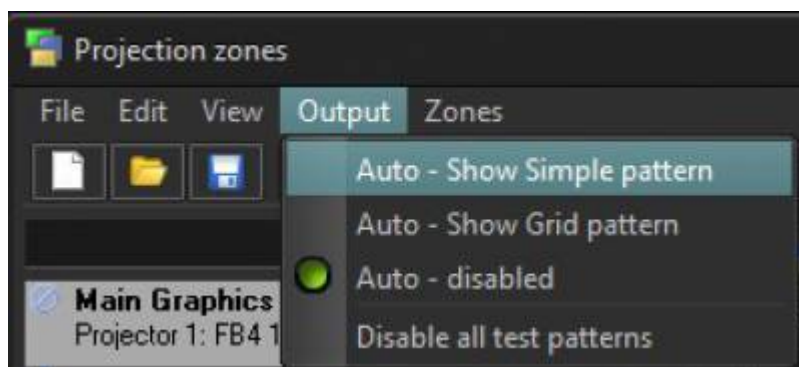 Projection zones
File Edit View Output Zones
Auto - Show Simple pattern
Auto - Show Grid pattern
Auto - disabled
Disable all test patterns
Main Graphics
Projector 1: FB4 1